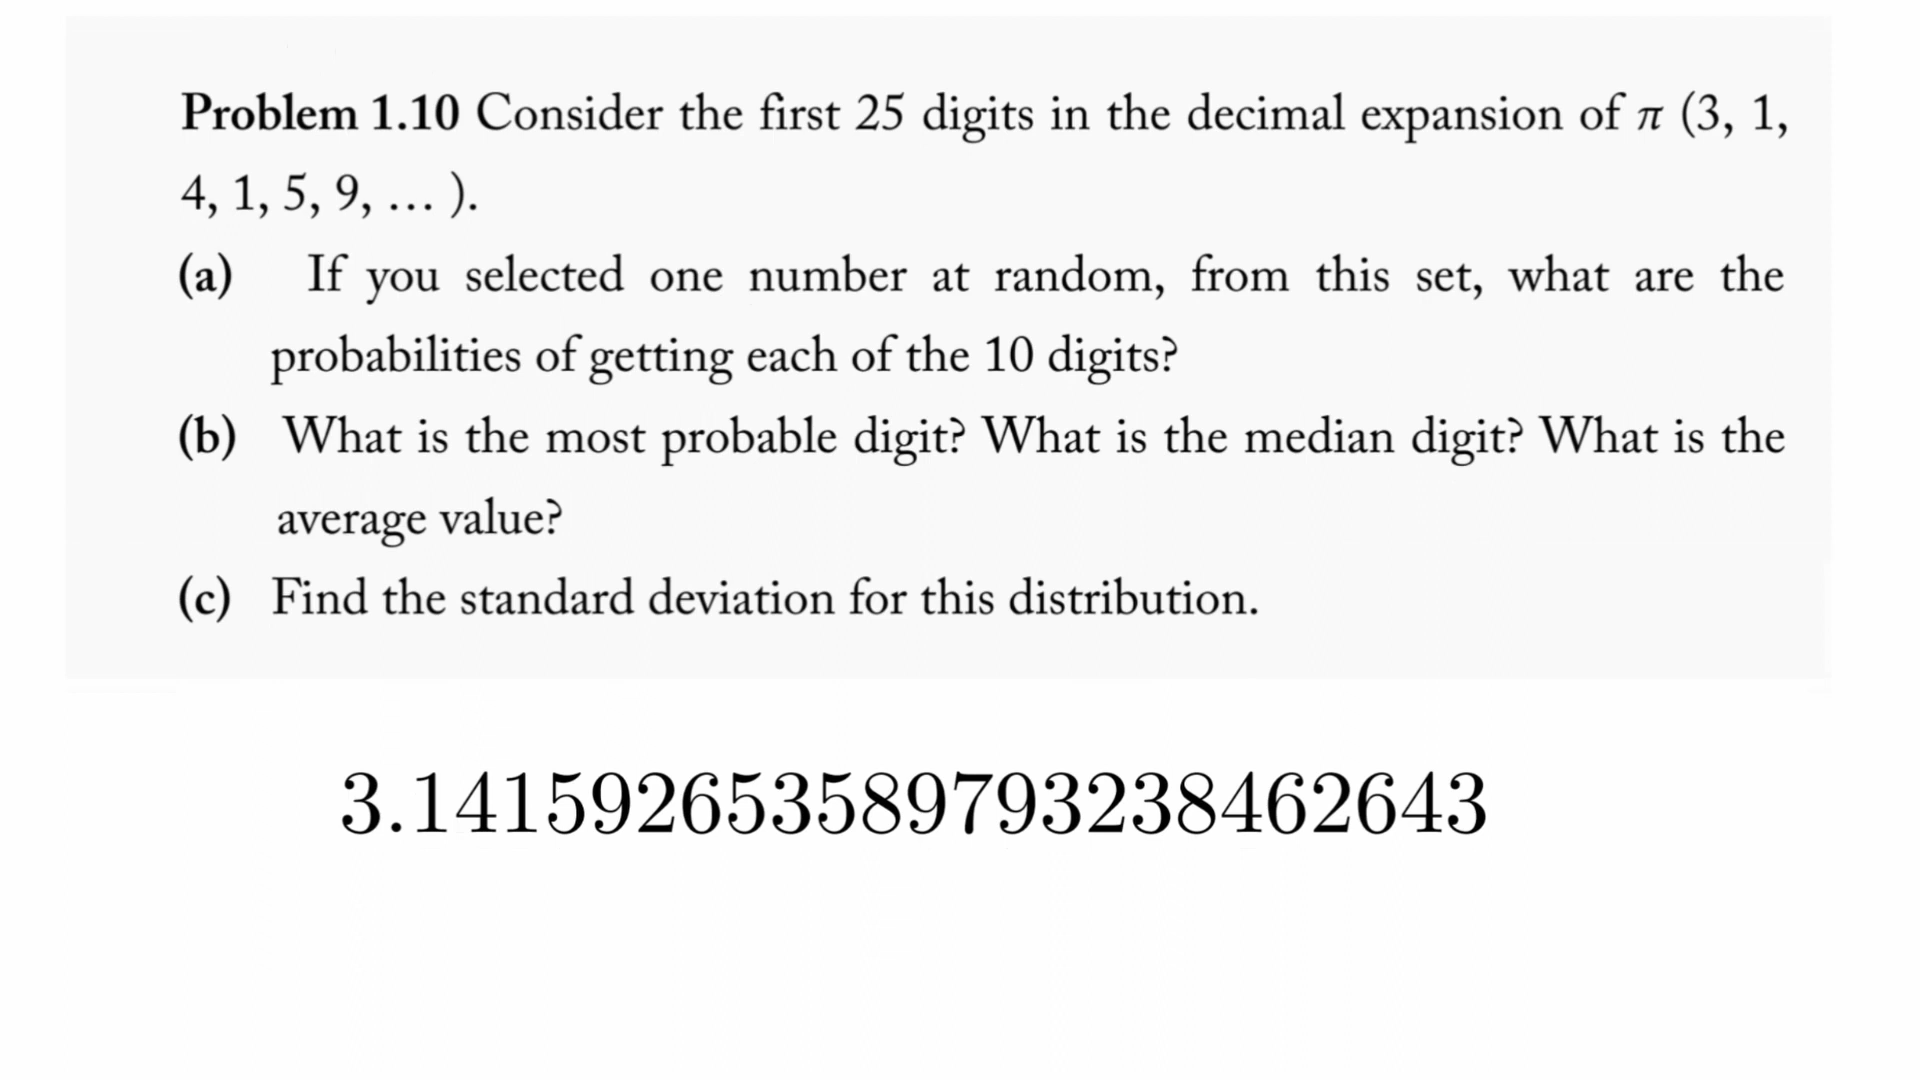 Problem 1.10 Consider the first 25 digits in the decimal expansion of π (3, 1,
4, 1, 5, 9, … ).
(a) If you selected one number at random, from this set, what are the
probabilities of getting each of the 10 digits?
(b) What is the most probable digit? What is the median digit? What is the
average value?
(c) Find the standard deviation for this distribution.
3.141592653589793238462643